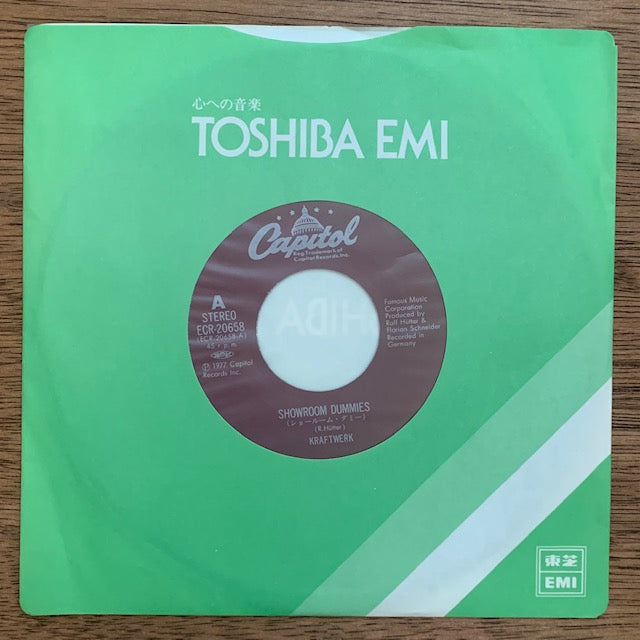 心への音楽
TOSHIBA EMI
Capitol
Reg. Trademark of
Capitol Records, Inc.
A
STEREO
ECR-20658
(ECR-20658-A)
45 r.p.m.
Ⓟ 1977 Capitol
Records Inc.
Famous Music
Corporation
Produced by
Ralf Hütter &
Florian Schneider
Recorded in
Germany
SHOWROOM DUMMIES
(ショールーム・ダミー)
(R.Hütter)
KRAFTWERK
東芝
EMI